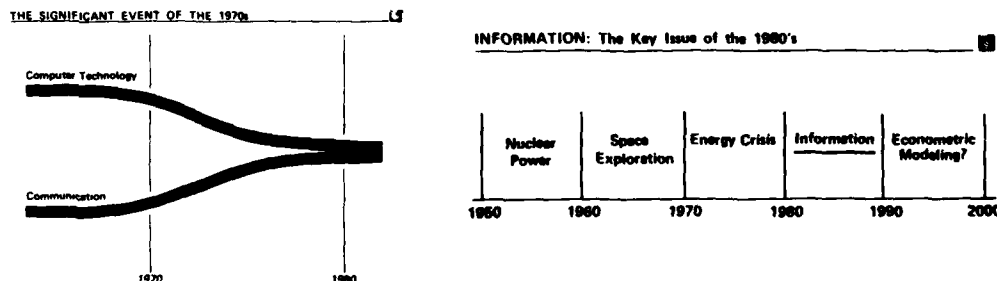 THE SIGNIFICANT EVENT OF THE 1970s
Computer Technology
Communication
1970
1980
INFORMATION: The Key Issue of the 1980's
Nuclear
Power
Space
Exploration
Energy Crisis
Information
Econometric
Modeling?
1950
1960
1970
1980
1990
2000